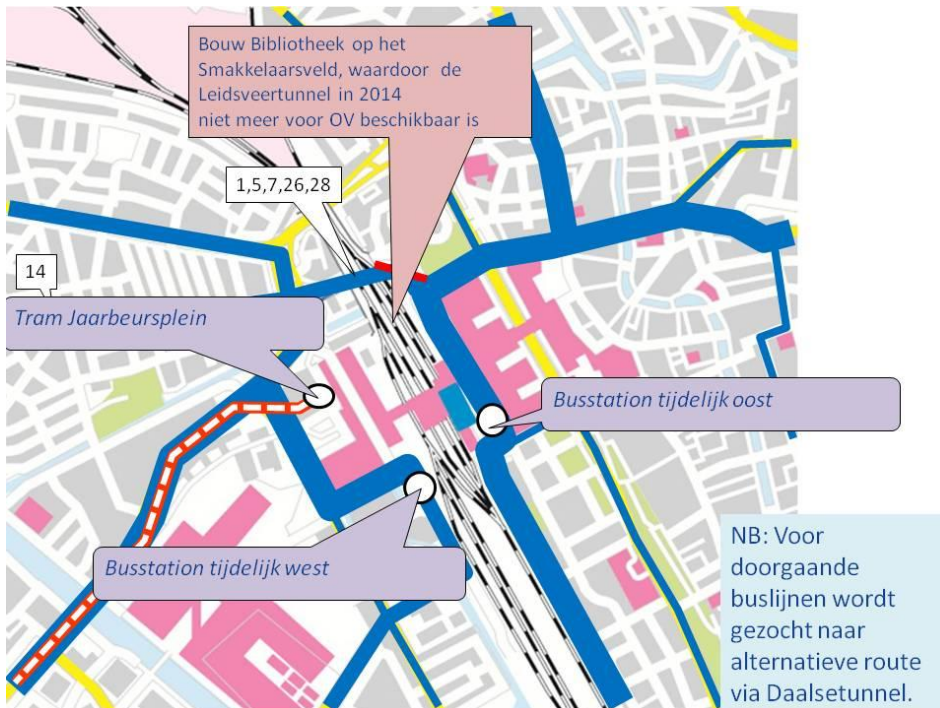 Bouw Bibliotheek op het
Smakkelaarsveld, waardoor de
Leidsveertunnel in 2014
niet meer voor OV beschikbaar is
1,5,7,26,28
14
Tram Jaarbeursplein
Busstation tijdelijk oost
Busstation tijdelijk west
NB: Voor
doorgaande
buslijnen wordt
gezocht naar
alternatieve route
via Daalsetunnel.